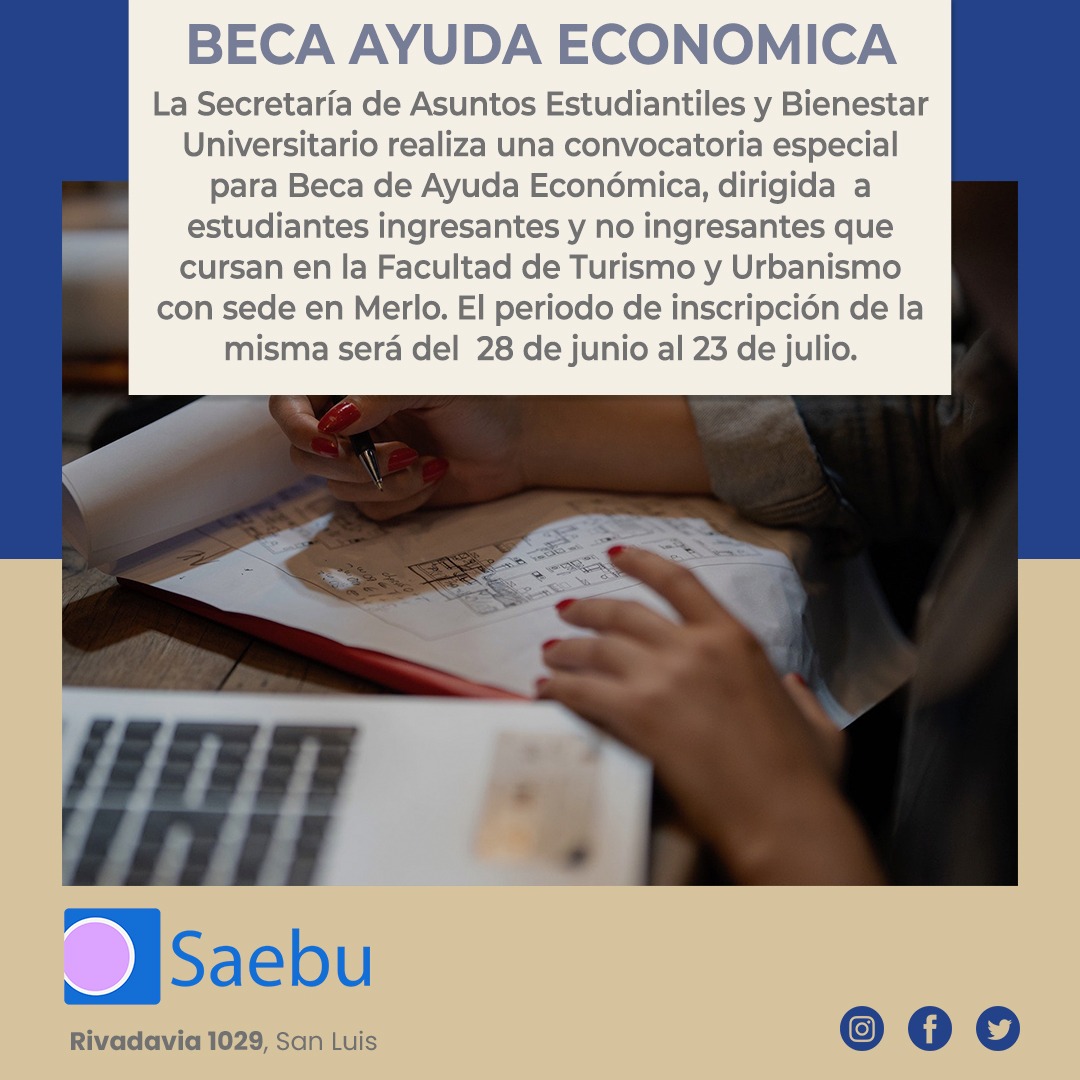 BECA AYUDA ECONOMICA
La Secretaría de Asuntos Estudiantiles y Bienestar
Universitario realiza una convocatoria especial
para Beca de Ayuda Económica, dirigida  a
estudiantes ingresantes y no ingresantes que
cursan en la Facultad de Turismo y Urbanismo
con sede en Merlo. El periodo de inscripción de la
misma será del  28 de junio al 23 de julio.
Saebu
Rivadavia 1029, San Luis